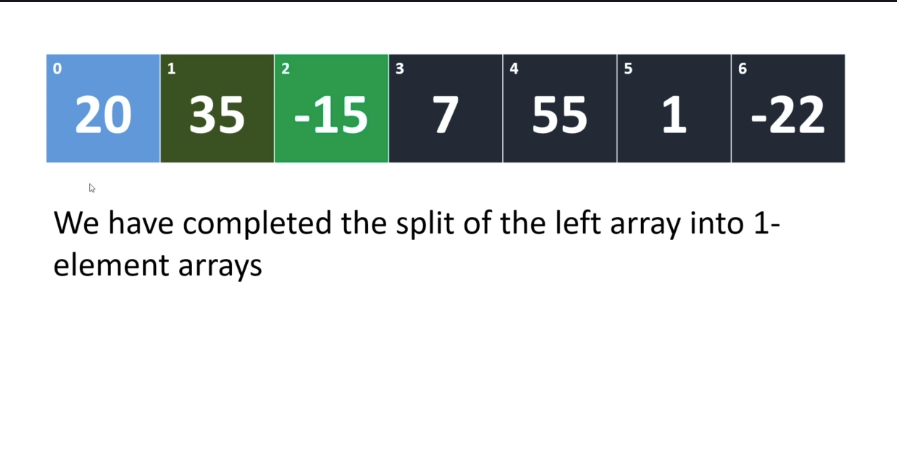 0 1 2 3 4 5 6
20 35 -15 7 55 1 -22
We have completed the split of the left array into 1-
element arrays